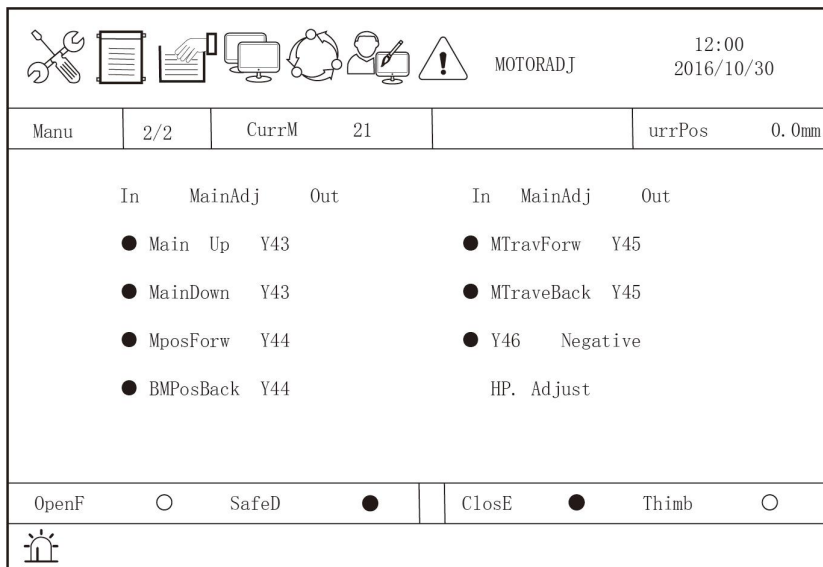 MOTORADJ
12:00
2016/10/30
Manu 2/2 CurrM 21 urrPos 0.0mm
In MainAdj Out
Main Up Y43
MainDown Y43
MposForw Y44
BMPosBack Y44
In MainAdj Out
MTravForw Y45
MTraveBack Y45
Y46 Negative
HP. Adjust
OpenF SafeD ClosE Thimb